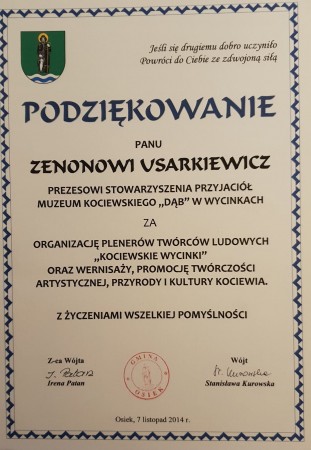 Jeśli się drugiemu dobro uczyniło
Powróci do Ciebie ze zdwojoną siłą
PODZIĘKOWANIE
PANU
ZENONOWI USARKIEWICZ
PREZESOWI STOWARZYSZENIA PRZYJACIÓŁ
MUZEUM KOCIEWSKIEGO „DĄB" W WYCINKACH
ZA
ORGANIZACJĘ PLENERÓW TWÓRCÓW LUDOWYCH
„KOCIEWSKIE WYCINKI"
ORAZ WERNISAŻY, PROMOCJĘ TWÓRCZOŚCI
ARTYSTYCZNEJ, PRZYRODY I KULTURY KOCIEWIA.
Z ŻYCZENIAMI WSZELKIEJ POMYŚLNOŚCI
Z-ca Wójta
Irena Patan
GMINA
OSIEK
Wójt
Stanisława Kurowska
Osiek, 7 listopad 2014 r.